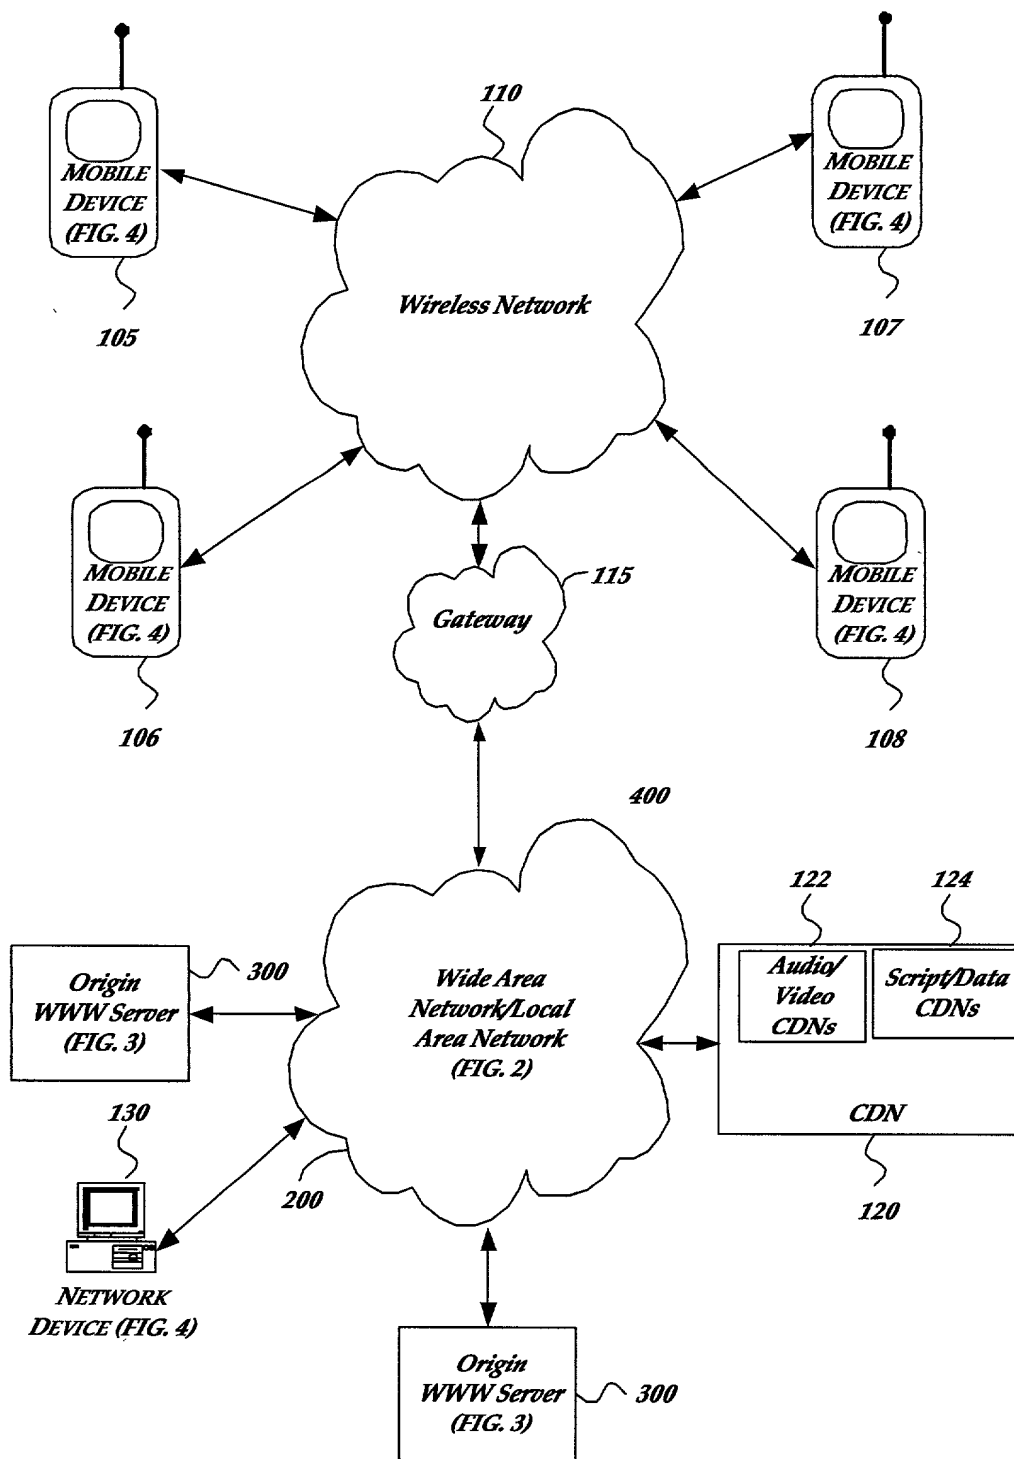 110
MOBILE
DEVICE
(FIG. 4)
105
MOBILE
DEVICE
(FIG. 4)
107
Wireless Network
MOBILE
DEVICE
(FIG. 4)
106
115
Gateway
MOBILE
DEVICE
(FIG. 4)
108
400
122
124
Origin
WWW Server
(FIG. 3)
300
Wide Area
Network/Local
Area Network
(FIG. 2)
Audio/
Video
CDNs
Script/Data
CDNs
CDN
120
130
200
NETWORK
DEVICE (FIG. 4)
Origin
WWW Server
(FIG. 3)
300